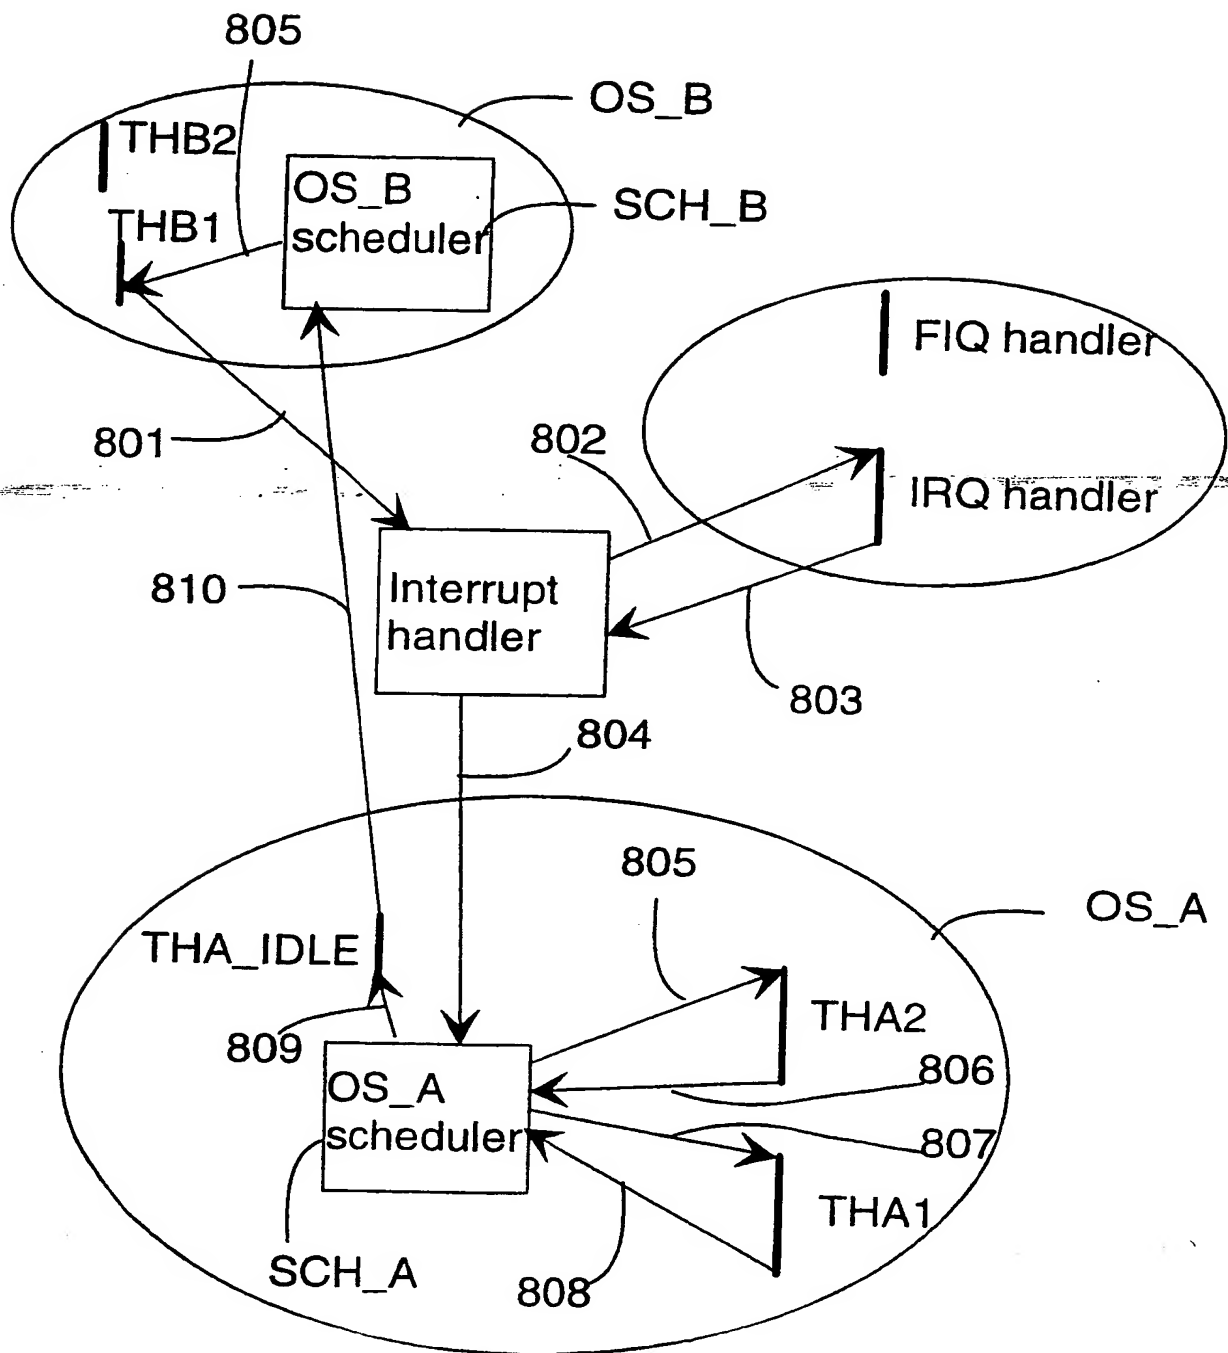 805
OS_B
THB2
OS_B
scheduler
SCH_B
THB1
FIQ handler
801
802
IRQ handler
810
Interrupt
handler
803
804
805
OS_A
THA_IDLE
THA2
809
806
OS_A
scheduler
807
THA1
SCH_A
808